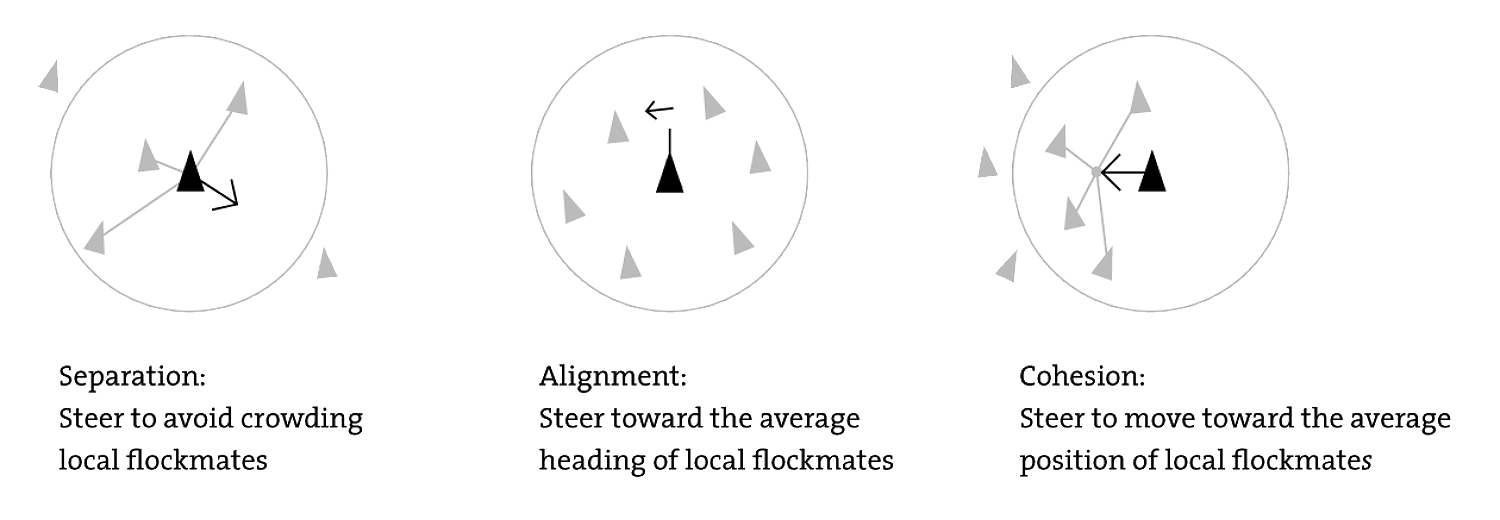 Separation:
Steer to avoid crowding
local flockmates
Alignment:
Steer toward the average
heading of local flockmates
Cohesion:
Steer to move toward the average
position of local flockmates